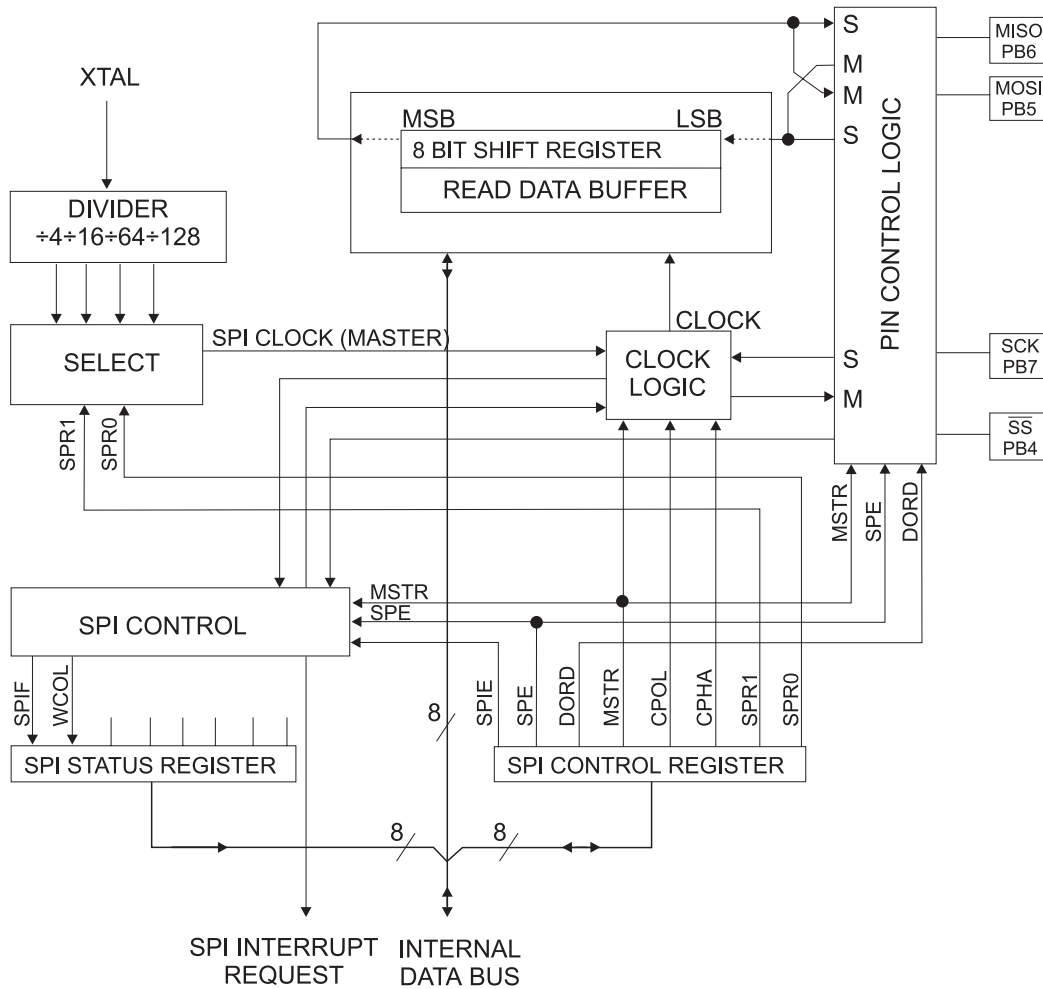 S
MISO
PB6
XTAL
M
M
MOSI
PB5
MSB
LSB
S
8 BIT SHIFT REGISTER
READ DATA BUFFER
DIVIDER
÷4÷16÷64÷128
PIN CONTROL LOGIC
SPI CLOCK (MASTER)
CLOCK
SELECT
CLOCK
LOGIC
S
M
SCK
PB7
SS
PB4
SPR1
SPR0
MSTR
SPE
DORD
MSTR
SPE
SPI CONTROL
SPIF
WCOL
8
SPIE
SPE
DORD
MSTR
CPOL
CPHA
SPR1
SPR0
SPI STATUS REGISTER
SPI CONTROL REGISTER
8
8
SPI INTERRUPT
REQUEST
INTERNAL
DATA BUS